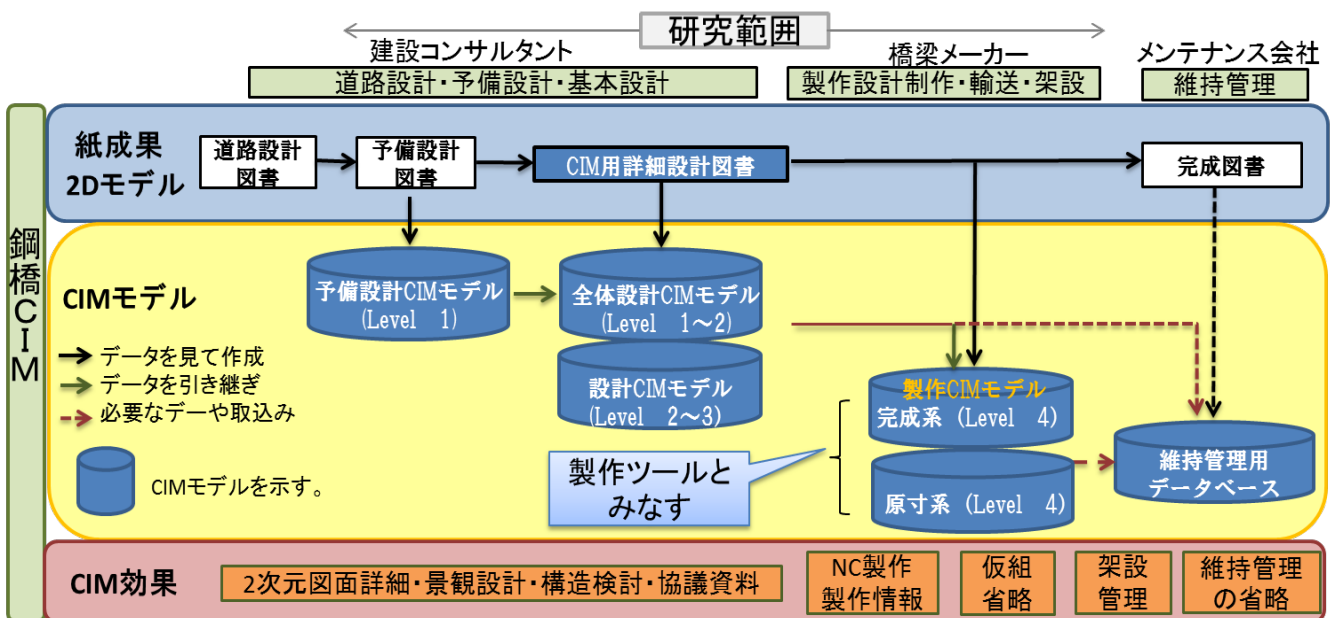 研究範囲
建設コンサルタント
橋梁メーカー
メンテナンス会社
道路設計・予備設計・基本設計
製作設計制作・輸送・架設
維持管理
鋼橋CIM
紙成果
2Dモデル
道路設計
図書
予備設計
図書
CIM用詳細設計図書
完成図書
CIMモデル
予備設計CIMモデル
(Level 1)
全体設計CIMモデル
(Level 1～2)
設計CIMモデル
(Level 2～3)
製作CIMモデル
完成系 (Level 4)
原寸系 (Level 4)
維持管理用
データベース
データを見て作成
データを引き継ぎ
必要なデーや取込み
CIMモデルを示す。
製作ツールと
みなす
CIM効果
2次元図面詳細・景観設計・構造検討・協議資料
NC製作
製作情報
仮組
省略
架設
管理
維持管理
の省略